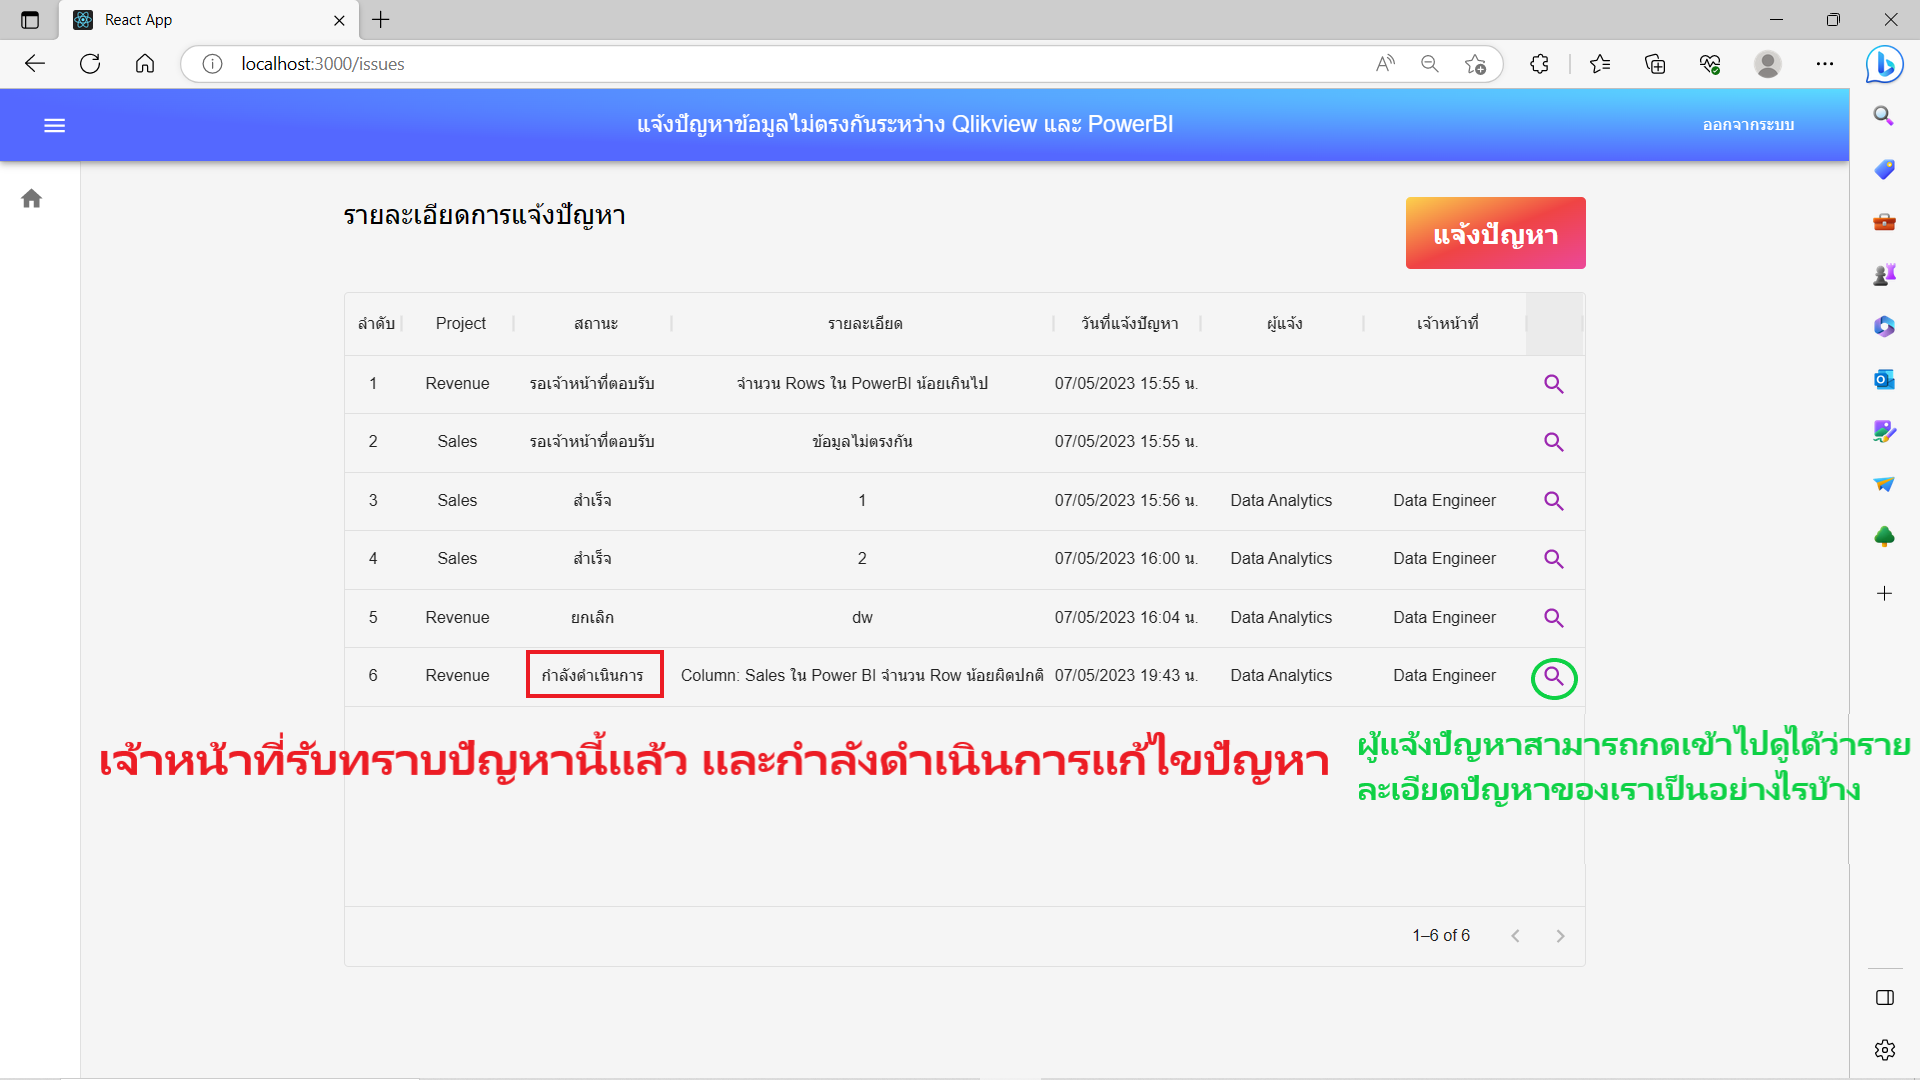 React App
localhost:3000/issues
แจ้งปัญหาข้อมูลไม่ตรงกันระหว่าง Qlikview และ PowerBI
ออกจากระบบ
รายละเอียดการแจ้งปัญหา
แจ้งปัญหา
ลำดับ Project สถานะ รายละเอียด วันที่แจ้งปัญหา ผู้แจ้ง เจ้าหน้าที่
1 Revenue รอเจ้าหน้าที่ตอบรับ จำนวน Rows ใน PowerBI น้อยเกินไป 07/05/2023 15:55 น.
2 Sales รอเจ้าหน้าที่ตอบรับ ข้อมูลไม่ตรงกัน 07/05/2023 15:55 น.
3 Sales สำเร็จ 1 07/05/2023 15:56 น. Data Analytics Data Engineer
4 Sales สำเร็จ 2 07/05/2023 16:00 น. Data Analytics Data Engineer
5 Revenue ยกเลิก dw 07/05/2023 16:04 น. Data Analytics Data Engineer
6 Revenue กำลังดำเนินการ Column: Sales ใน Power BI จำนวน Row น้อยผิดปกติ 07/05/2023 19:43 น. Data Analytics Data Engineer
เจ้าหน้าที่รับทราบปัญหานี้แล้ว และกำลังดำเนินการแก้ไขปัญหา
ผู้แจ้งปัญหาสามารถกดเข้าไปดูได้ว่าราย
ละเอียดปัญหาของเราเป็นอย่างไรบ้าง
1–6 of 6